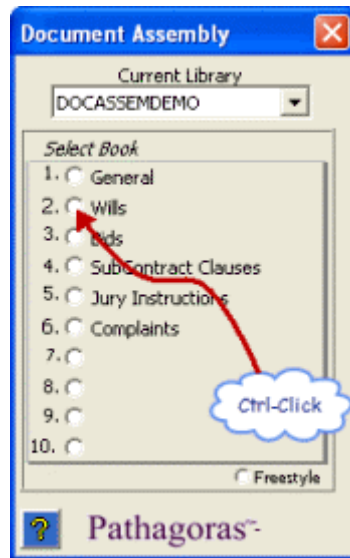 Document Assembly
Current Library
DOCASSEMDEMO
Select Book
1. General
2. Wills
3. Bids
4. SubContract Clauses
5. Jury Instructions
6. Complaints
7.
8.
9.
10.
Ctrl-Click
Freestyle
? Pathagoras™